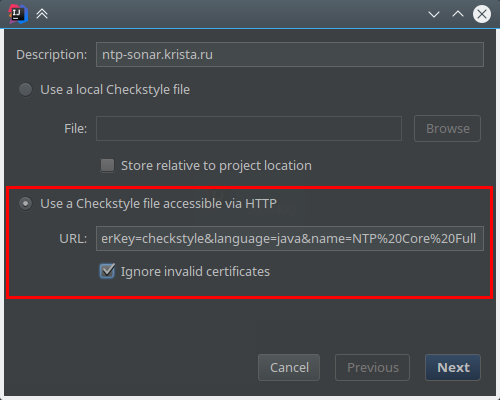 IJ
Description: ntp-sonar.krista.ru
Use a local Checkstyle file
File: Browse
Store relative to project location
Use a Checkstyle file accessible via HTTP
URL: erKey=checkstyle&language=java&name=NTP%20Core%20Full
Ignore invalid certificates
Cancel Previous Next